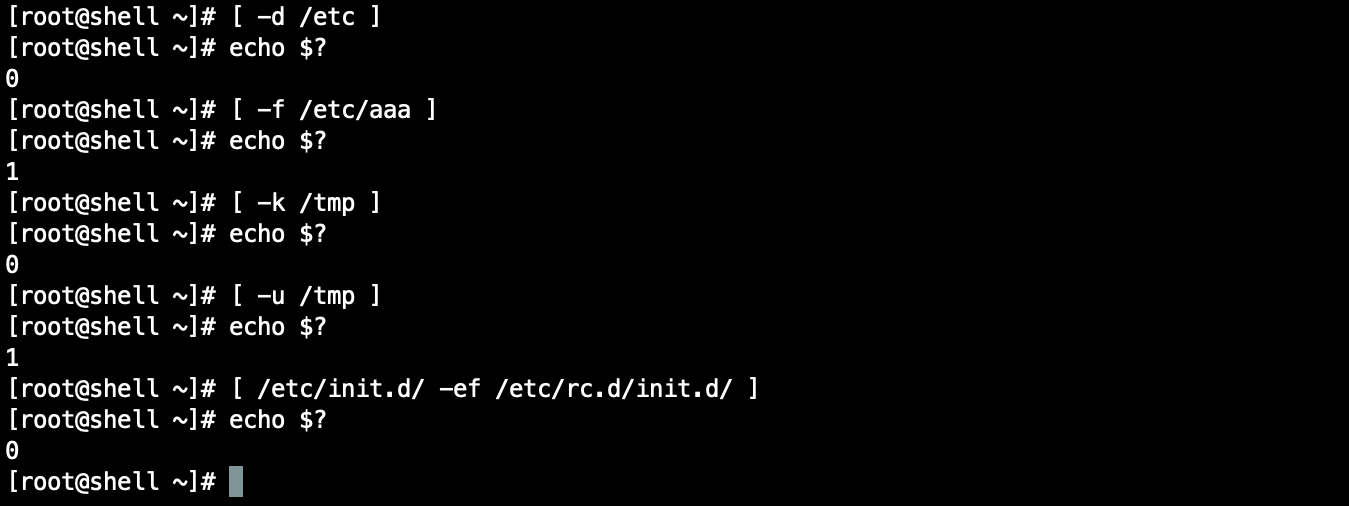 [root@shell ~]# [ -d /etc ]
[root@shell ~]# echo $?
0
[root@shell ~]# [ -f /etc/aaa ]
[root@shell ~]# echo $?
1
[root@shell ~]# [ -k /tmp ]
[root@shell ~]# echo $?
0
[root@shell ~]# [ -u /tmp ]
[root@shell ~]# echo $?
1
[root@shell ~]# [ /etc/init.d/ -ef /etc/rc.d/init.d/ ]
[root@shell ~]# echo $?
0
[root@shell ~]#